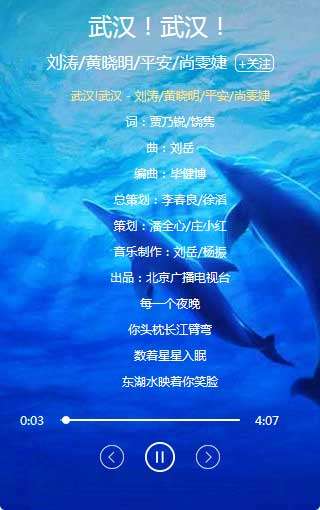 武汉！武汉！
刘涛/黄晓明/平安/尚雯婕 +关注
武汉!武汉 - 刘涛/黄晓明/平安/尚雯婕
词：贾乃锐/饶隽
曲：刘岳
编曲：毕健博
总策划：李春良/徐滔
策划：潘全心/庄小红
音乐制作：刘岳/杨振
出品：北京广播电视台
每一个夜晚
你头枕长江臂弯
数着星星入眠
东湖水映着你笑脸
0:03 4:07